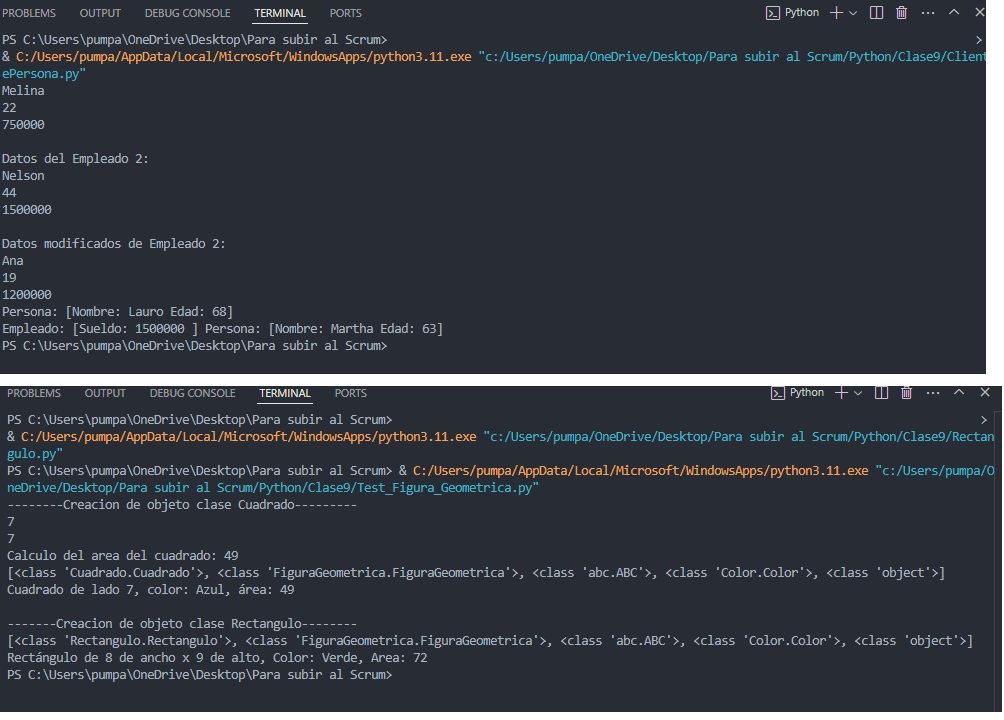 PROBLEMS OUTPUT DEBUG CONSOLE TERMINAL PORTS Python
PS C:\Users\pumpa\OneDrive\Desktop\Para subir al Scrum>
& C:/Users/pumpa/AppData/Local/Microsoft/WindowsApps/python3.11.exe "c:/Users/pumpa/OneDrive/Desktop/Para subir al Scrum/Python/Clase9/Client
ePersona.py"
Melina
22
750000
Datos del Empleado 2:
Nelson
44
1500000
Datos modificados de Empleado 2:
Ana
19
1200000
Persona: [Nombre: Lauro Edad: 68]
Empleado: [Sueldo: 1500000 ] Persona: [Nombre: Martha Edad: 63]
PS C:\Users\pumpa\OneDrive\Desktop\Para subir al Scrum>
PROBLEMS OUTPUT DEBUG CONSOLE TERMINAL PORTS Python
PS C:\Users\pumpa\OneDrive\Desktop\Para subir al Scrum>
& C:/Users/pumpa/AppData/Local/Microsoft/WindowsApps/python3.11.exe "c:/Users/pumpa/OneDrive/Desktop/Para subir al Scrum/Python/Clase9/Rectan
gulo.py"
PS C:\Users\pumpa\OneDrive\Desktop\Para subir al Scrum> & C:/Users/pumpa/AppData/Local/Microsoft/WindowsApps/python3.11.exe "c:/Users/pumpa/O
neDrive/Desktop/Para subir al Scrum/Python/Clase9/Test_Figura_Geometrica.py"
--------Creacion de objeto clase Cuadrado---------
7
7
Calculo del area del cuadrado: 49
[<class 'Cuadrado.Cuadrado'>, <class 'FiguraGeometrica.FiguraGeometrica'>, <class 'abc.ABC'>, <class 'Color.Color'>, <class 'object'>]
Cuadrado de lado 7, color: Azul, área: 49
-------Creacion de objeto clase Rectangulo--------
[<class 'Rectangulo.Rectangulo'>, <class 'FiguraGeometrica.FiguraGeometrica'>, <class 'abc.ABC'>, <class 'Color.Color'>, <class 'object'>]
Rectángulo de 8 de ancho x 9 de alto, Color: Verde, Area: 72
PS C:\Users\pumpa\OneDrive\Desktop\Para subir al Scrum>